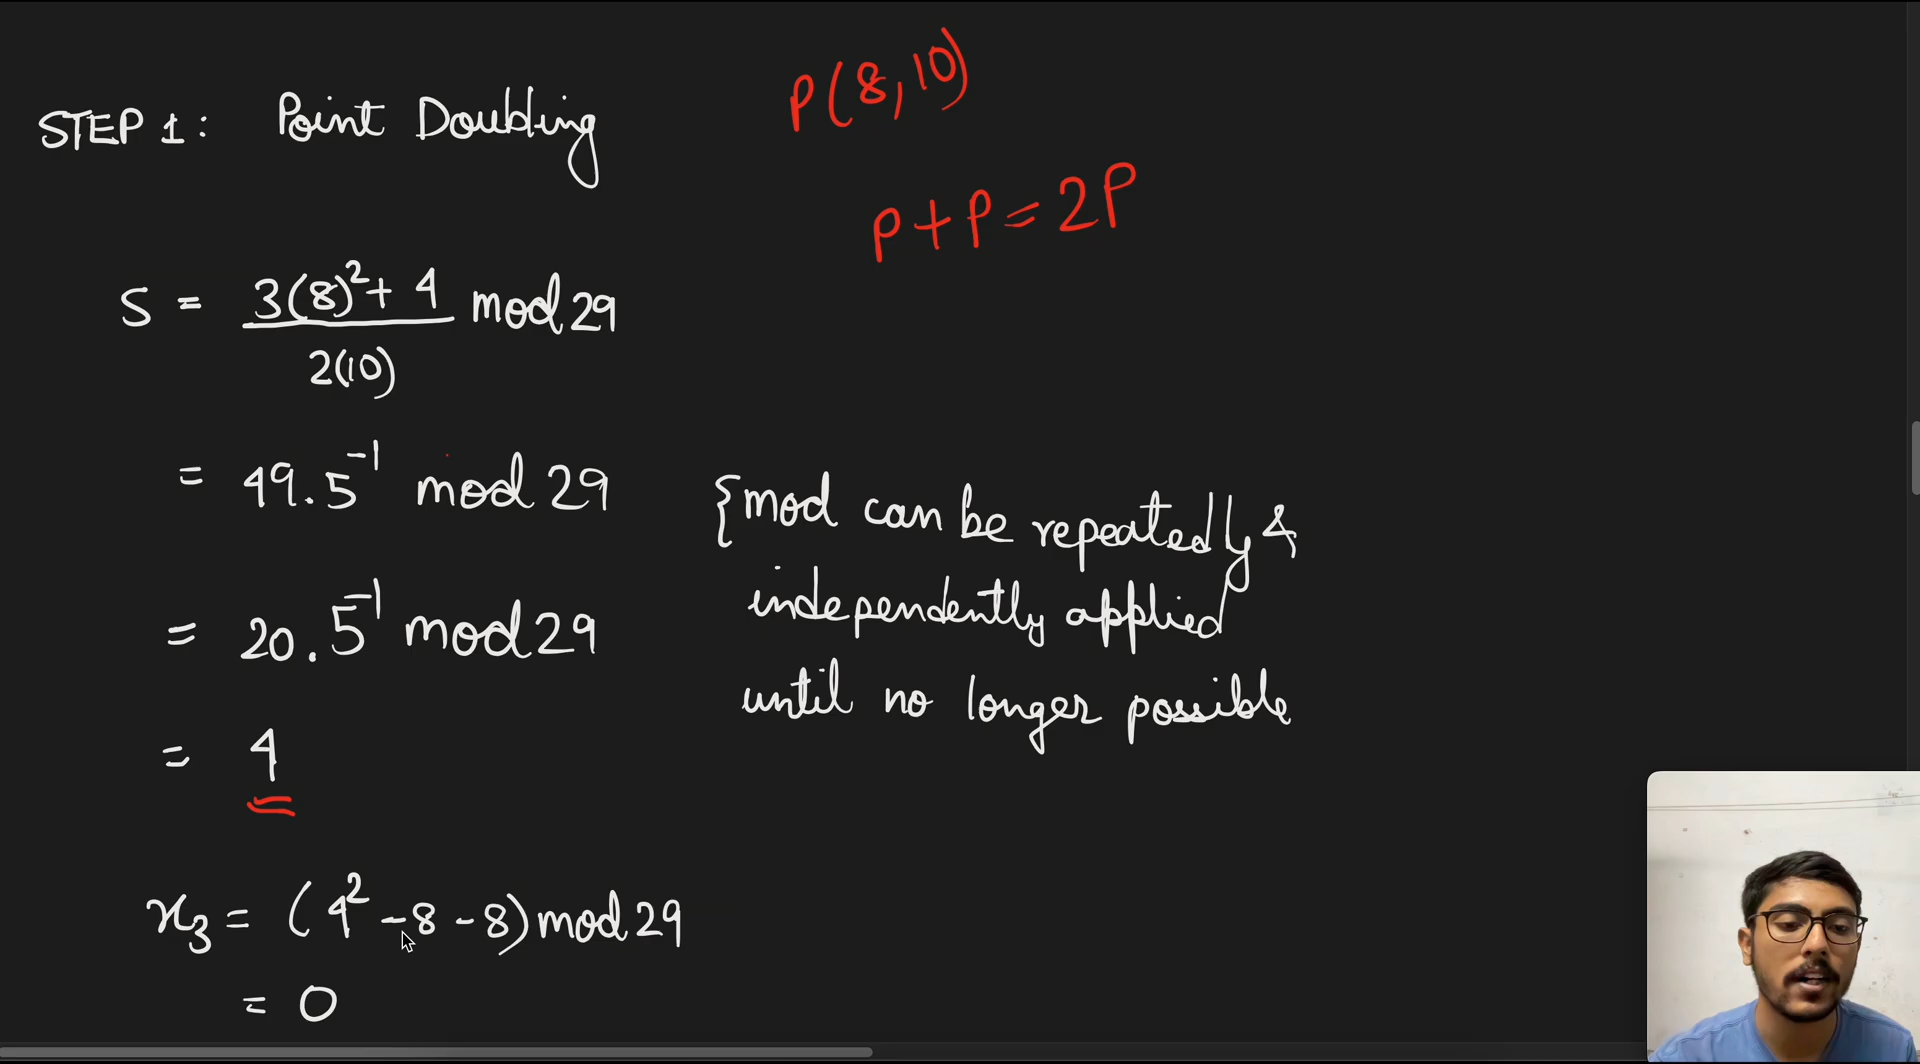 STEP 1: Point Doubling
P(8,10)
P+P=2P
S = 3(8)²+4 / 2(10) mod 29
= 49.5⁻¹ mod 29
= 20.5⁻¹ mod 29
= 4
{mod can be repeatedly &
independently applied
until no longer possible
x₃ = (4²-8-8) mod 29
= 0